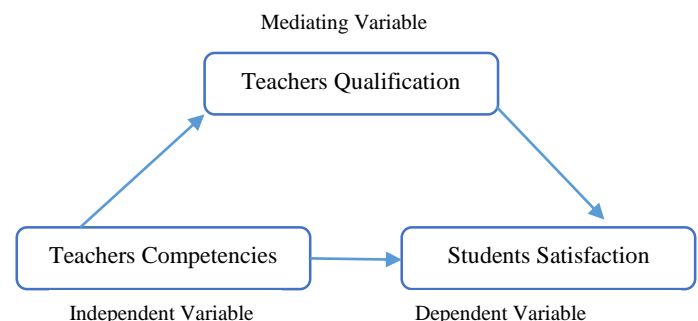 Mediating Variable
Teachers Qualification
Teachers Competencies
Students Satisfaction
Independent Variable
Dependent Variable